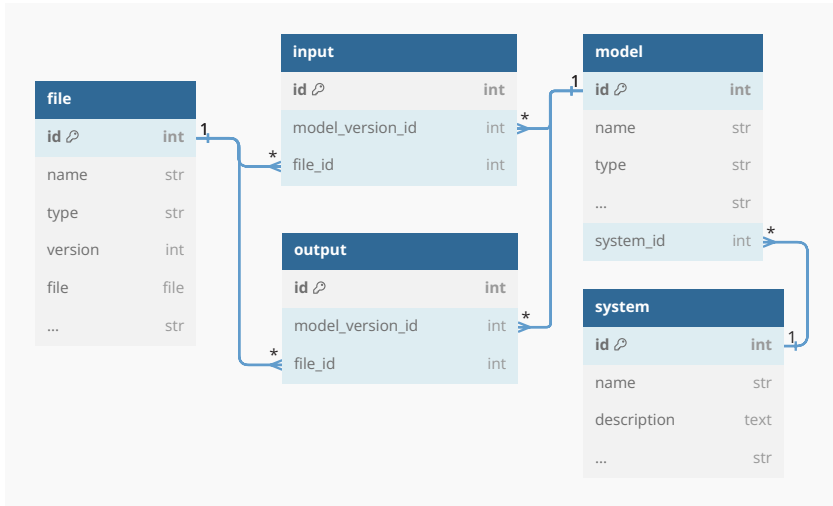 file
id int
name str
type str
version int
file file
... str
input
id int
model_version_id int
file_id int
output
id int
model_version_id int
file_id int
model
id int
name str
type str
... str
system_id int
system
id int
name str
description text
... str
1
*
*
*
*
1
*
1